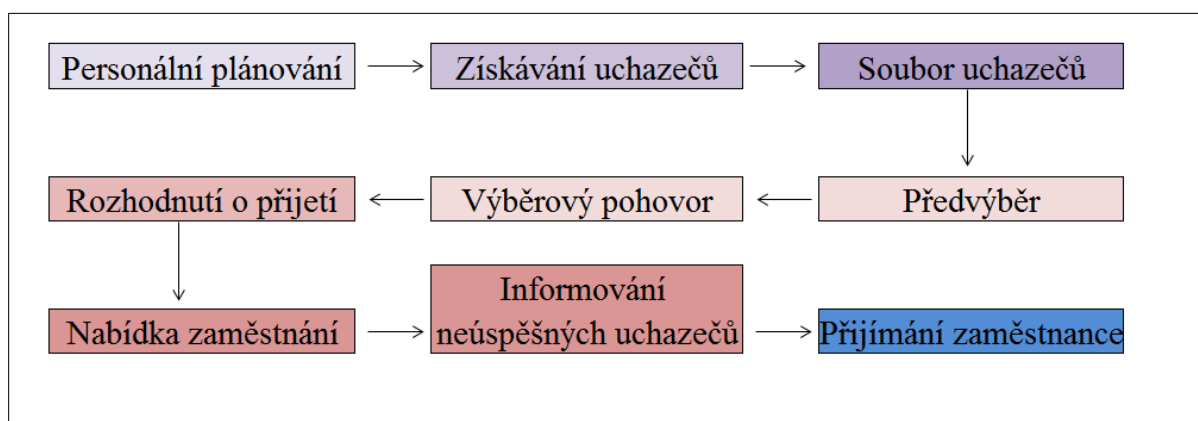 Personální plánování
Získávání uchazečů
Soubor uchazečů
Rozhodnutí o přijetí
Výběrový pohovor
Předvýběr
Nabídka zaměstnání
Informování
neúspěšných uchazečů
Přijímání zaměstnance